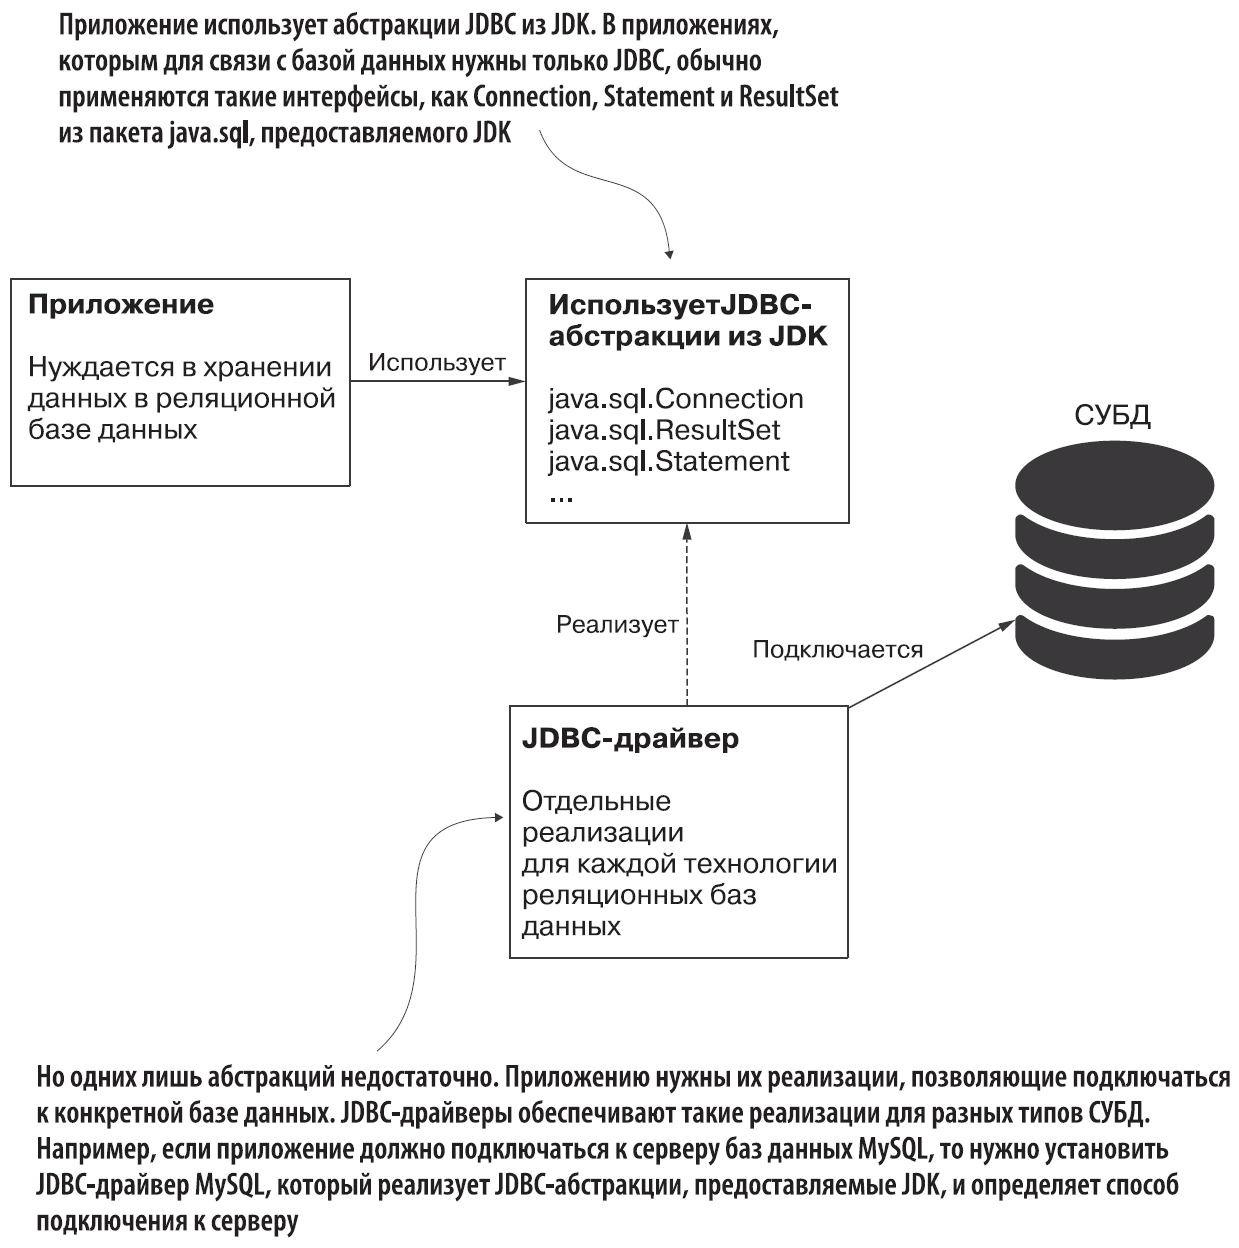 Приложение использует абстракции JDBC из JDK. В приложениях,
которым для связи с базой данных нужны только JDBC, обычно
применяются такие интерфейсы, как Connection, Statement и ResultSet
из пакета java.sql, предоставляемого JDK
Приложение
Нуждается в хранении
данных в реляционной
базе данных
Использует
ИспользуетJDBC-
абстракции из JDK
java.sql.Connection
java.sql.ResultSet
java.sql.Statement
...
СУБД
Реализует
Подключается
JDBC-драйвер
Отдельные
реализации
для каждой технологии
реляционных баз
данных
Но одних лишь абстракций недостаточно. Приложению нужны их реализации, позволяющие подключаться
к конкретной базе данных. JDBC-драйверы обеспечивают такие реализации для разных типов СУБД.
Например, если приложение должно подключаться к серверу баз данных MySQL, то нужно установить
JDBC-драйвер MySQL, который реализует JDBC-абстракции, предоставляемые JDK, и определяет способ
подключения к серверу